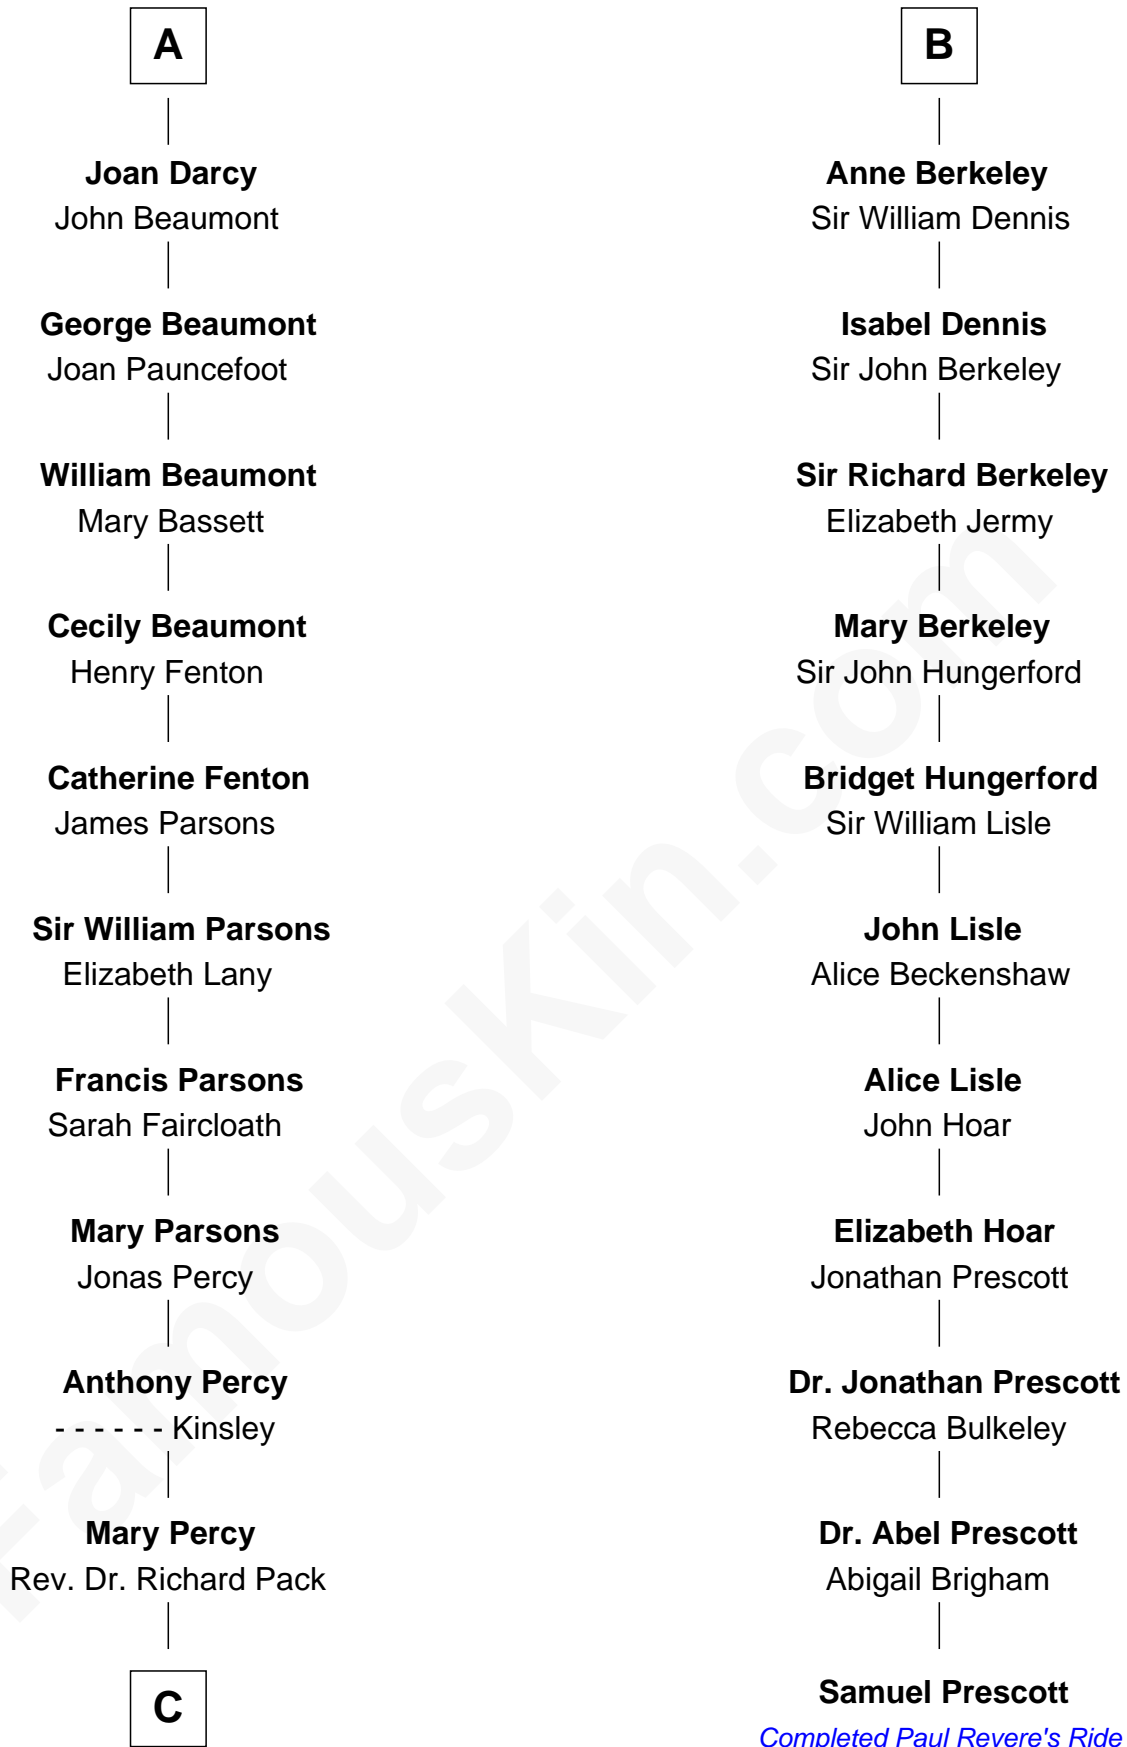 A
Joan Darcy
John Beaumont
George Beaumont
Joan Pauncefoot
William Beaumont
Mary Bassett
Cecily Beaumont
Henry Fenton
Catherine Fenton
James Parsons
Sir William Parsons
Elizabeth Lany
Francis Parsons
Sarah Faircloath
Mary Parsons
Jonas Percy
Anthony Percy
- - - - - - Kinsley
Mary Percy
Rev. Dr. Richard Pack
C
B
Anne Berkeley
Sir William Dennis
Isabel Dennis
Sir John Berkeley
Sir Richard Berkeley
Elizabeth Jermy
Mary Berkeley
Sir John Hungerford
Bridget Hungerford
Sir William Lisle
John Lisle
Alice Beckenshaw
Alice Lisle
John Hoar
Elizabeth Hoar
Jonathan Prescott
Dr. Jonathan Prescott
Rebecca Bulkeley
Dr. Abel Prescott
Abigail Brigham
Samuel Prescott
Completed Paul Revere's Ride
FamousKin.com